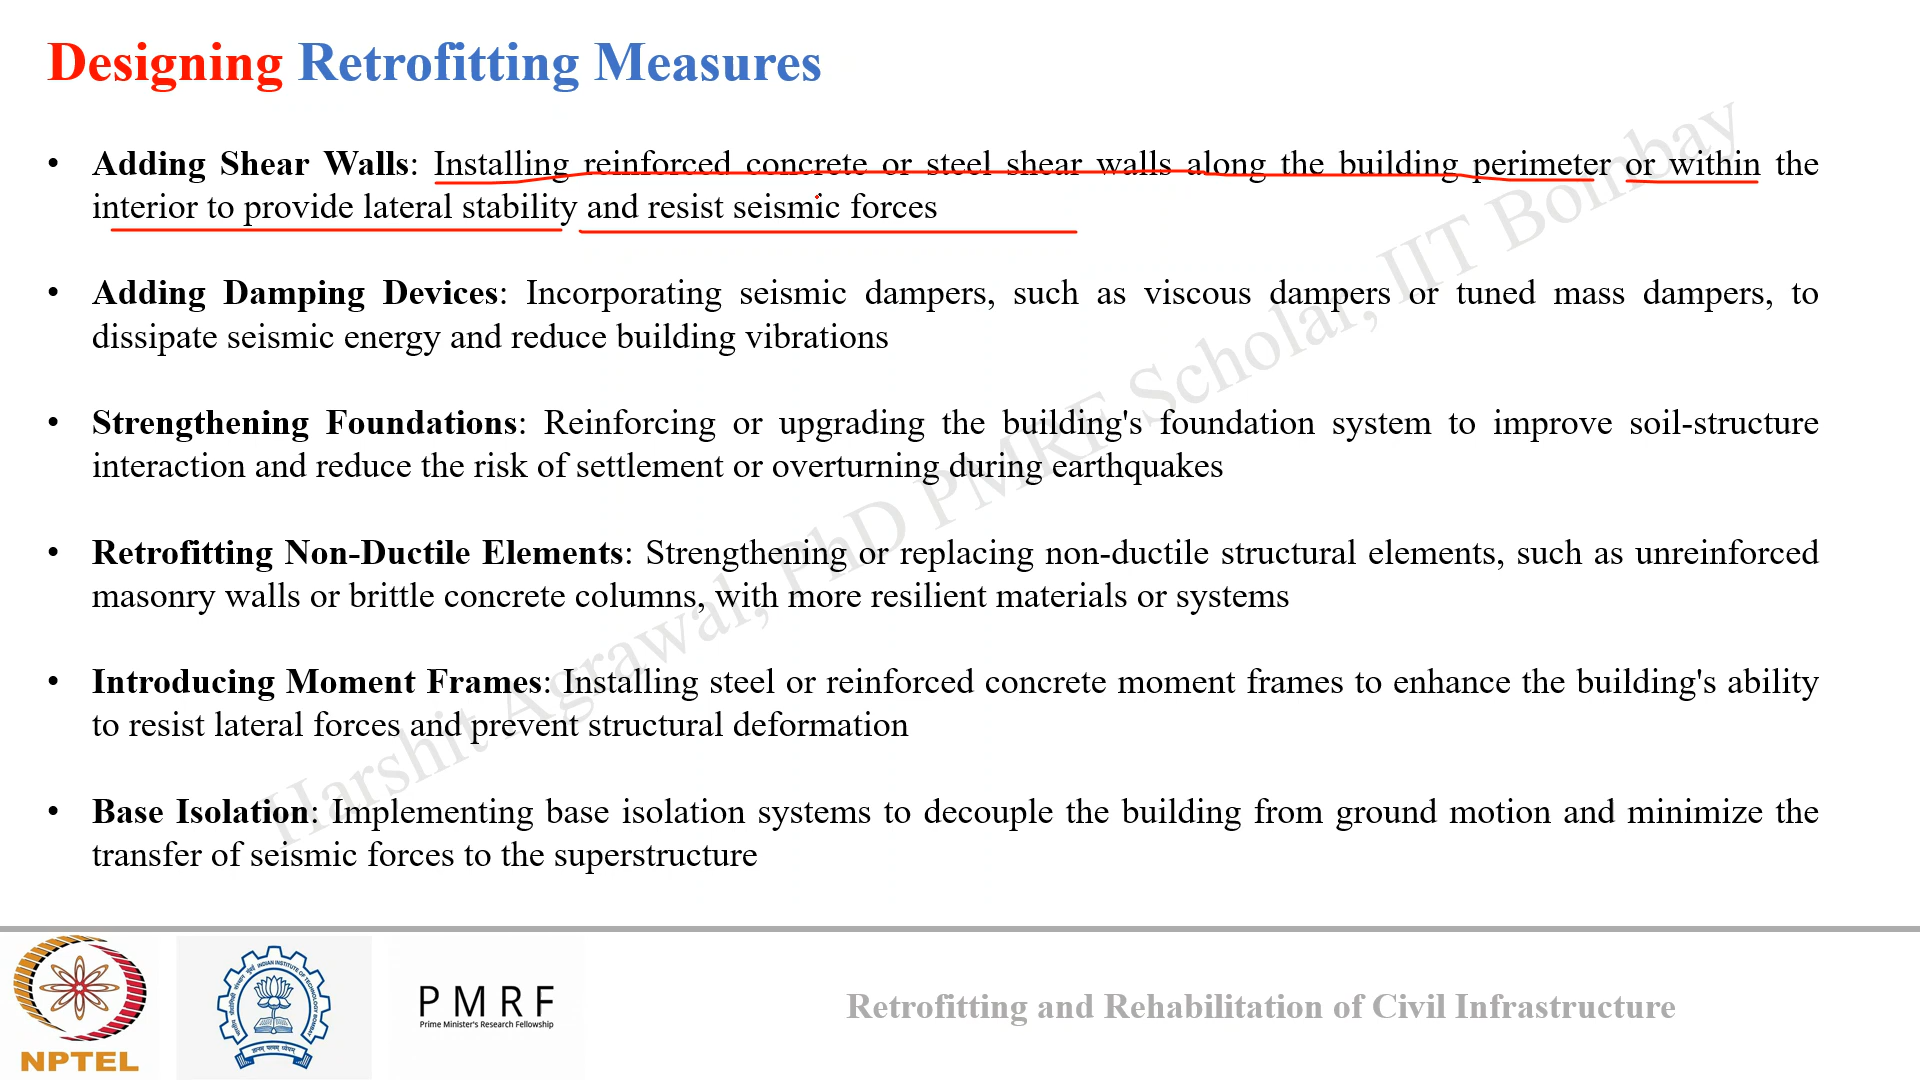 Designing Retrofitting Measures
• Adding Shear Walls: Installing reinforced concrete or steel shear walls along the building perimeter or within the
interior to provide lateral stability and resist seismic forces
• Adding Damping Devices: Incorporating seismic dampers, such as viscous dampers or tuned mass dampers, to
dissipate seismic energy and reduce building vibrations
• Strengthening Foundations: Reinforcing or upgrading the building's foundation system to improve soil-structure
interaction and reduce the risk of settlement or overturning during earthquakes
• Retrofitting Non-Ductile Elements: Strengthening or replacing non-ductile structural elements, such as unreinforced
masonry walls or brittle concrete columns, with more resilient materials or systems
• Introducing Moment Frames: Installing steel or reinforced concrete moment frames to enhance the building's ability
to resist lateral forces and prevent structural deformation
• Base Isolation: Implementing base isolation systems to decouple the building from ground motion and minimize the
transfer of seismic forces to the superstructure
Harshit Agrawal, PhD PMRF Scholar, IIT Bombay
NPTEL
INDIAN INSTITUTE OF TECHNOLOGY BOMBAY
PMRF
Prime Minister's Research Fellowship
Retrofitting and Rehabilitation of Civil Infrastructure